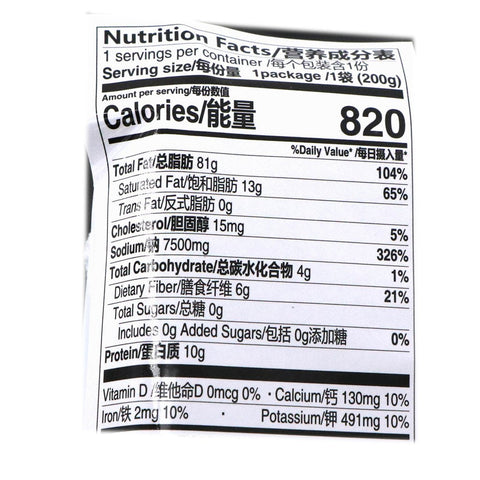 Nutrition Facts/营养成分表
1 servings per container /每个包装含1份
Serving size/每份量 1package /1袋 (200g)
Amount per serving/每份数值
Calories/能量 820
%Daily Value* /每日摄入量*
Total Fat/总脂肪 81g 104%
Saturated Fat/饱和脂肪 13g 65%
Trans Fat/反式脂肪 0g
Cholesterol/胆固醇 15mg 5%
Sodium/钠 7500mg 326%
Total Carbohydrate/总碳水化合物 4g 1%
Dietary Fiber/膳食纤维 6g 21%
Total Sugars/总糖 0g
Includes 0g Added Sugars/包括 0g添加糖 0%
Protein/蛋白质 10g
Vitamin D /维他命D 0mcg 0% · Calcium/钙 130mg 10%
Iron/铁 2mg 10% · Potassium/钾 491mg 10%